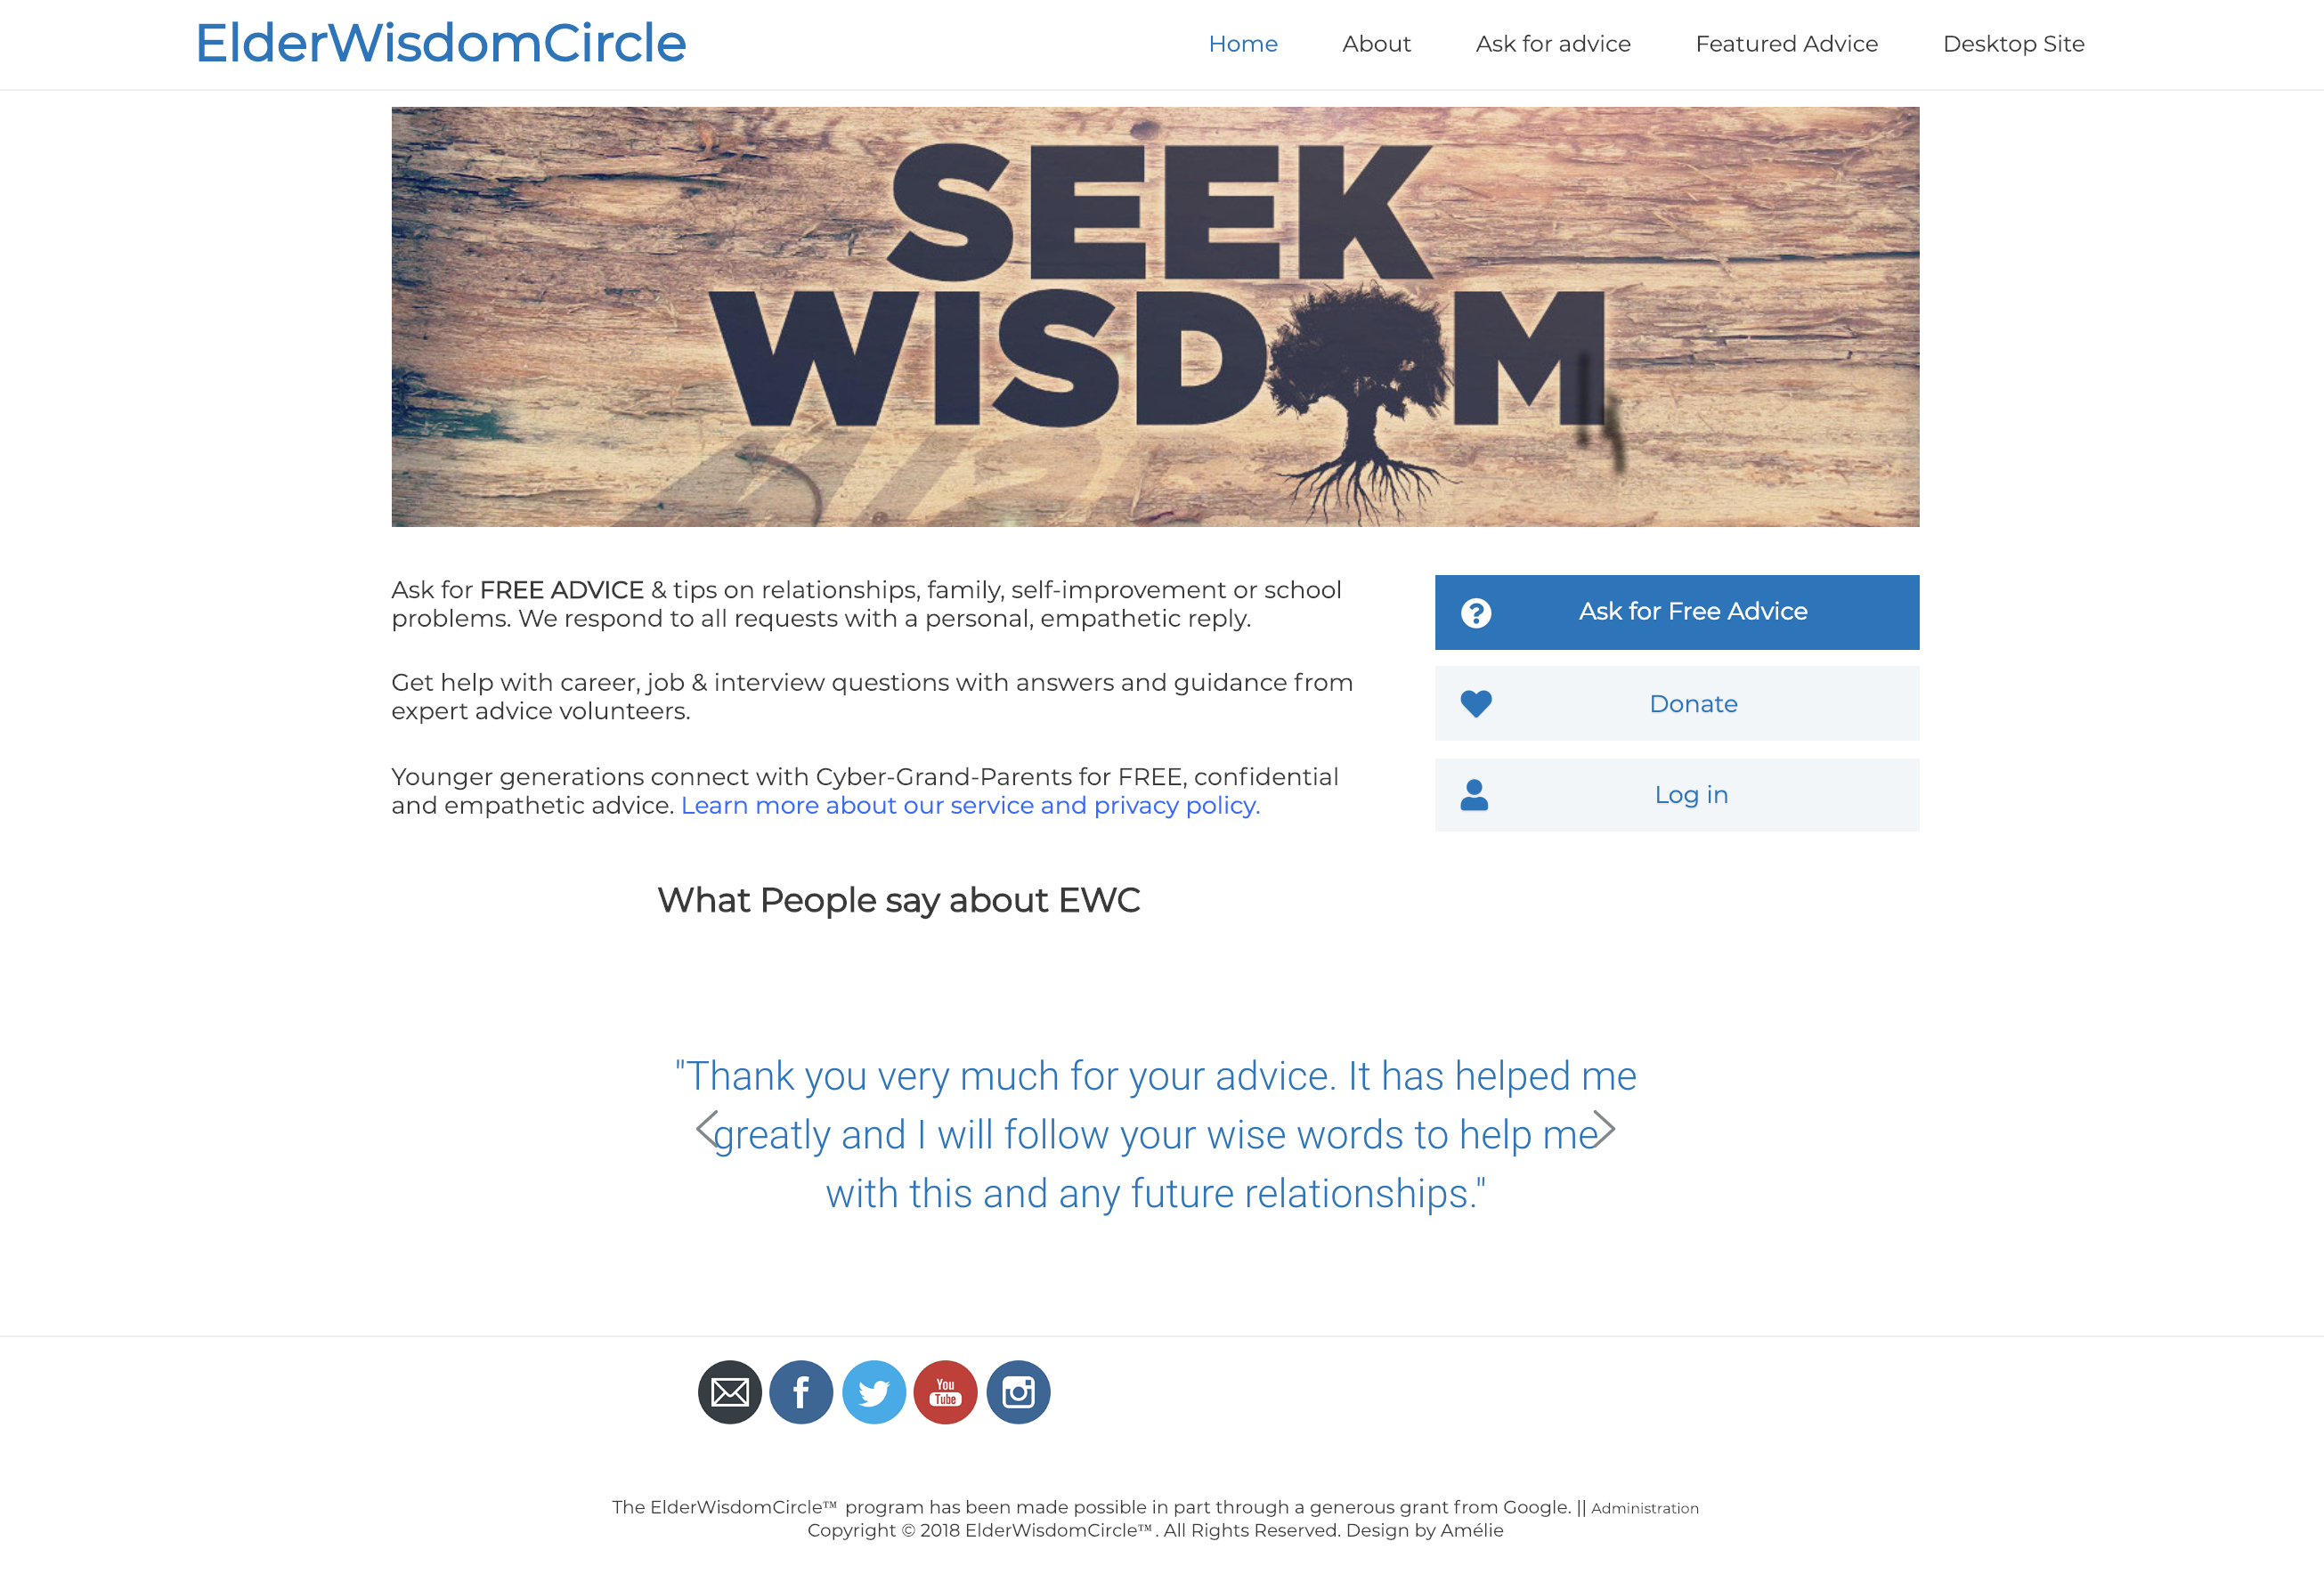 ElderWisdomCircle
Home About Ask for advice Featured Advice Desktop Site
SEEK
WISDOM
Ask for FREE ADVICE & tips on relationships, family, self-improvement or school
problems. We respond to all requests with a personal, empathetic reply.
Get help with career, job & interview questions with answers and guidance from
expert advice volunteers.
Younger generations connect with Cyber-Grand-Parents for FREE, confidential
and empathetic advice. Learn more about our service and privacy policy.
Ask for Free Advice
Donate
Log in
What People say about EWC
"Thank you very much for your advice. It has helped me
greatly and I will follow your wise words to help me
with this and any future relationships."
You
Tube
The ElderWisdomCircle™ program has been made possible in part through a generous grant from Google. || Administration
Copyright © 2018 ElderWisdomCircle™. All Rights Reserved. Design by Amélie